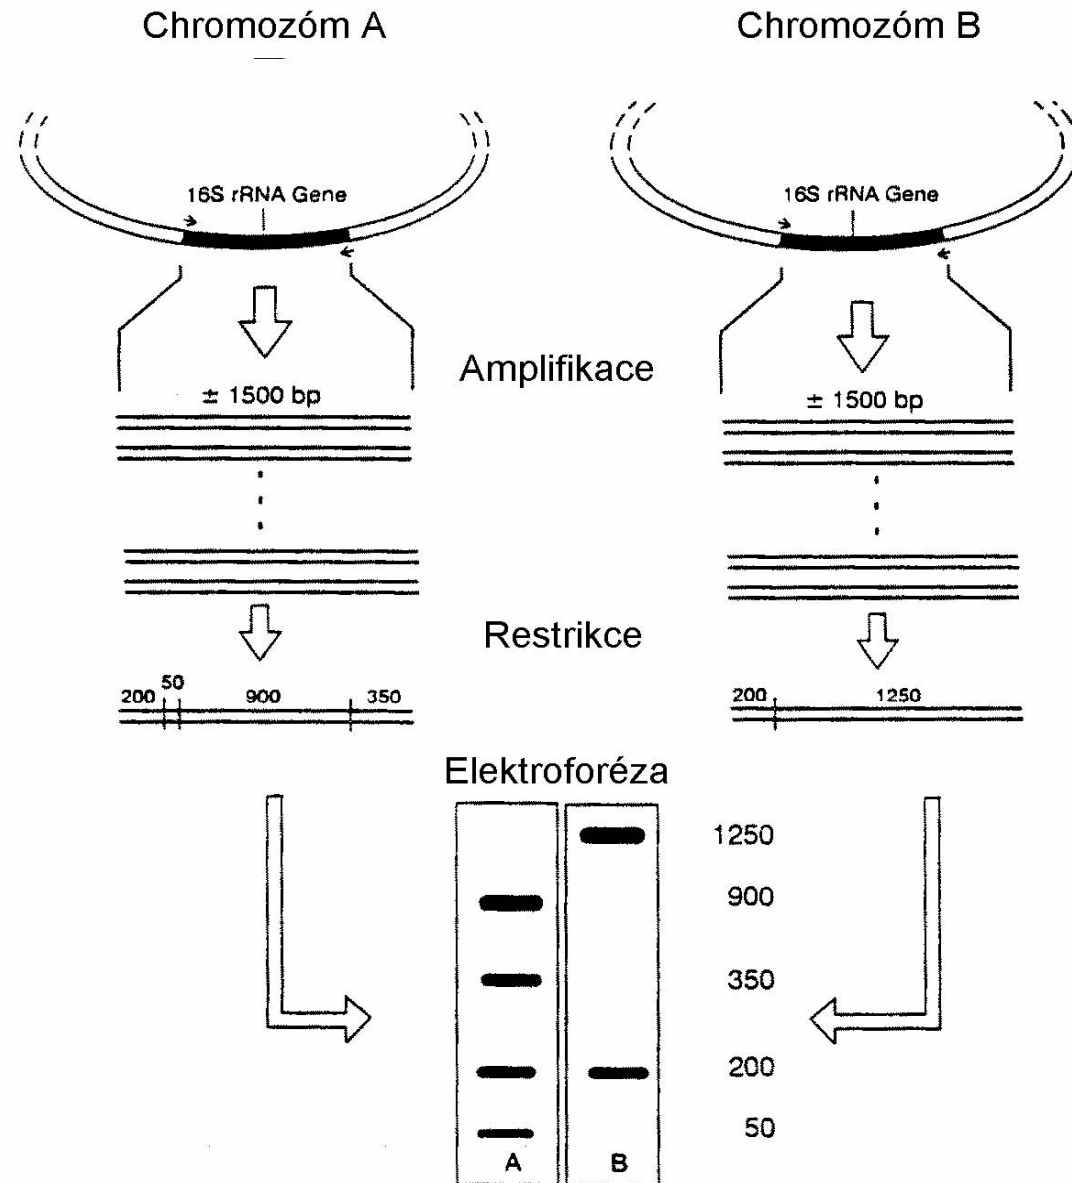 Chromozóm A
Chromozóm B
16S rRNA Gene
16S rRNA Gene
Amplifikace
± 1500 bp
± 1500 bp
Restrikce
200 50 900 350
200 1250
Elektroforéza
1250
900
350
200
50
A B